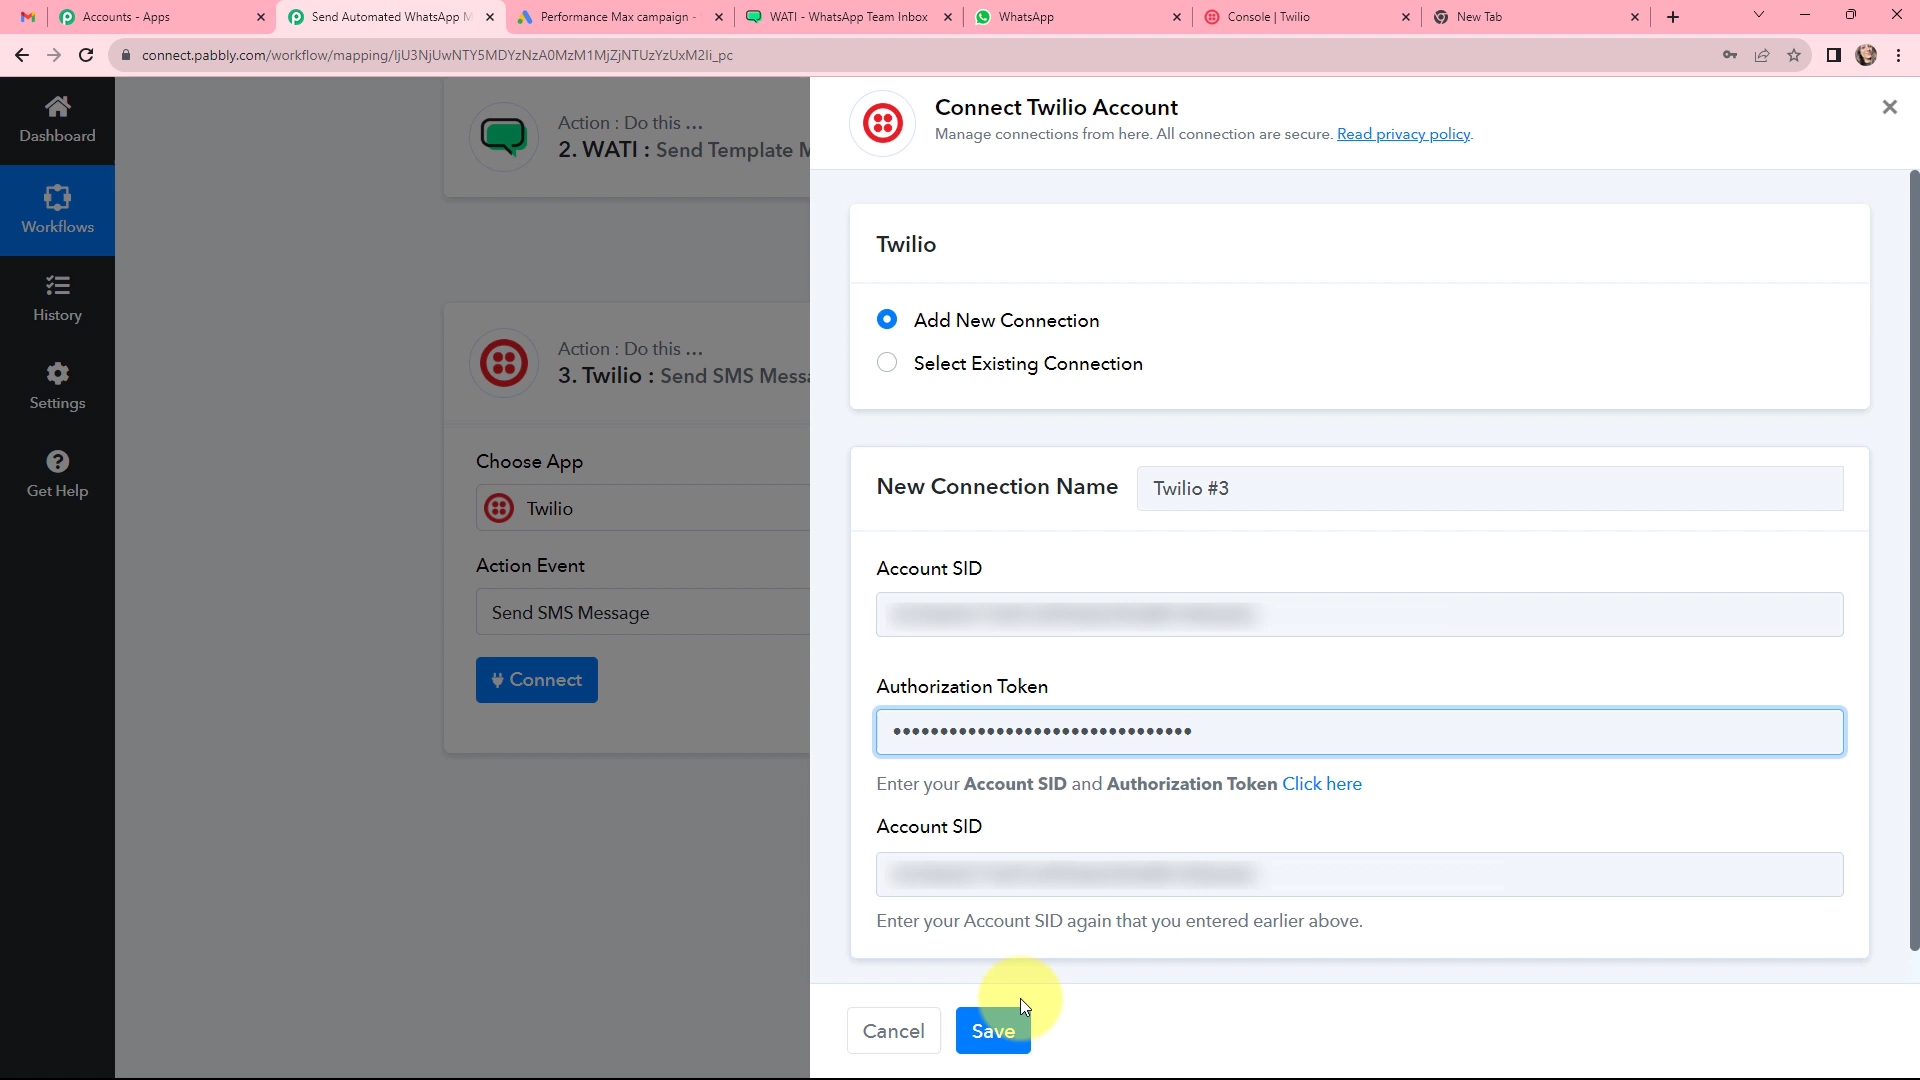 Accounts - Apps
Send Automated WhatsApp M
Performance Max campaign -
WATI - WhatsApp Team Inbox
WhatsApp
Console | Twilio
New Tab
connect.pabbly.com/workflow/mapping/IjU3NjUwNTY5MDYzNzA0MzM1MjZjNTUzYzUxM2Ii_pc
Dashboard
Workflows
History
Settings
Get Help
Action : Do this ...
2. WATI : Send Template M
Action : Do this ...
3. Twilio : Send SMS Messa
Choose App
Twilio
Action Event
Send SMS Message
Connect
Connect Twilio Account
Manage connections from here. All connection are secure. Read privacy policy.
Twilio
Add New Connection
Select Existing Connection
New Connection Name
Twilio #3
Account SID
Authorization Token
Enter your Account SID and Authorization Token Click here
Account SID
Enter your Account SID again that you entered earlier above.
Cancel
Save